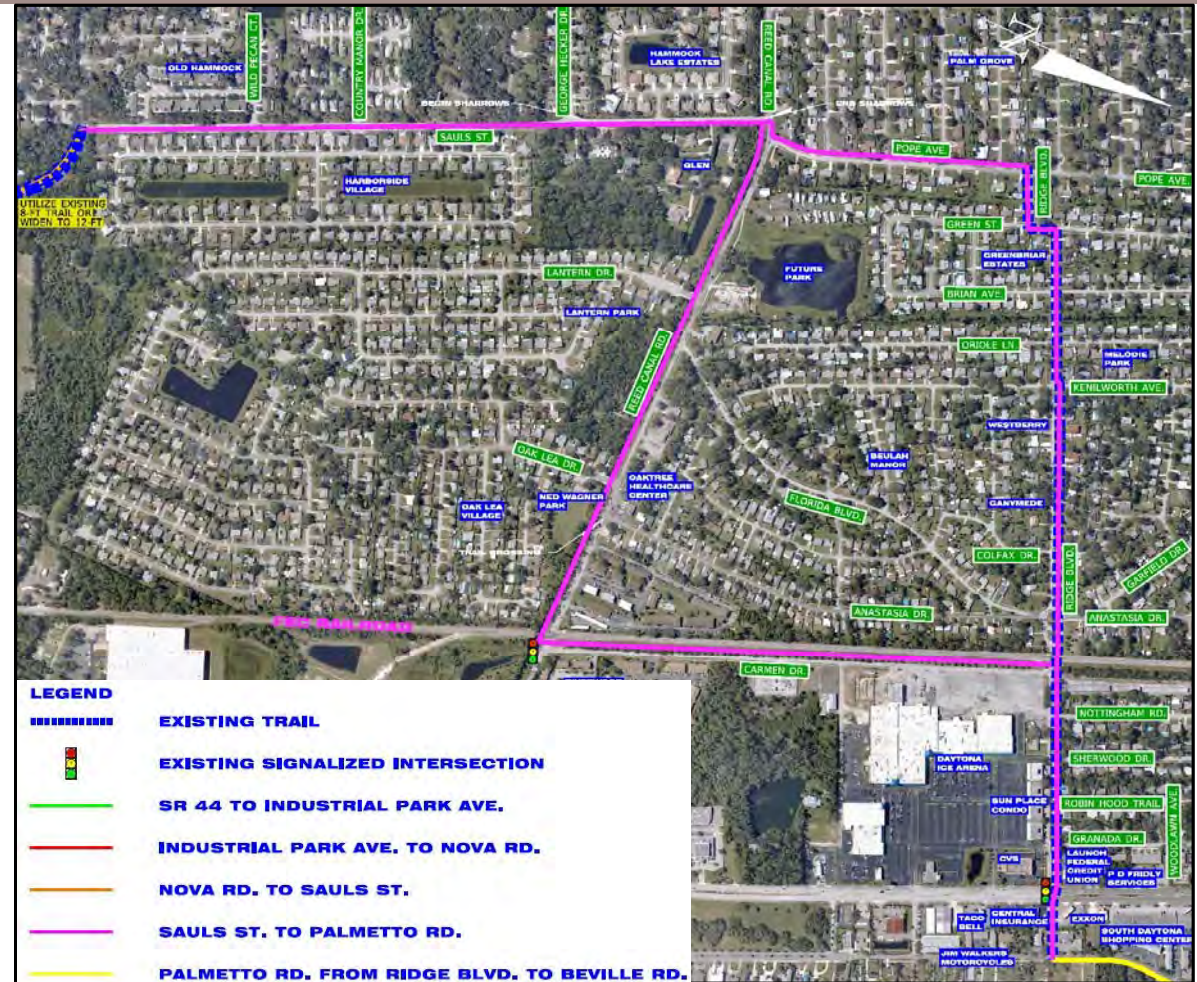 OLD HAMMOCK
WILD PECAN CT.
COUNTRY MANOR DR.
GEORGE HECKER DR.
HAMMOCK
LAKE ESTATES
REED CANAL RD.
PALM GROVE
N
BEGIN SHARROWS
END SHARROWS
SAULS ST.
POPE AVE.
RIDGE BLVD.
POPE AVE.
GLEN
HARBORSIDE
VILLAGE
UTILIZE EXISTING
8-FT TRAIL OR
WIDEN TO 12-FT
GREEN ST.
GREENBRIAR
ESTATES
LANTERN DR.
FUTURE
PARK
BRIAN AVE.
LANTERN PARK
REED CANAL RD.
ORIOLE LN.
MELODIE
PARK
KENILWORTH AVE.
WESTBERRY
OAK LEA DR.
BEULAH
MANOR
OAKTREE
HEALTHCARE
CENTER
NED WAGNER
PARK
OAK LEA
VILLAGE
FLORIDA BLVD.
GANYMEDE
TRAIL CROSSING
COLFAX DR.
RIDGE BLVD.
GARFIELD DR.
ANASTASIA DR.
ANASTASIA DR.
FEC RAILROAD
CARMEN DR.
NOTTINGHAM RD.
DAYTONA
ICE ARENA
SHERWOOD DR.
SUN PLACE
CONDO
ROBIN HOOD TRAIL
WOODLAWN AVE.
GRANADA DR.
CVS
LAUNCH
FEDERAL
CREDIT
UNION
P D FRIDLY
SERVICES
TACO
BELL
CENTRAL
INSURANCE
EXXON
SOUTH DAYTONA
SHOPPING CENTER
JIM WALKERS
MOTORCYCLES
LEGEND
EXISTING TRAIL
EXISTING SIGNALIZED INTERSECTION
SR 44 TO INDUSTRIAL PARK AVE.
INDUSTRIAL PARK AVE. TO NOVA RD.
NOVA RD. TO SAULS ST.
SAULS ST. TO PALMETTO RD.
PALMETTO RD. FROM RIDGE BLVD. TO BEVILLE RD.